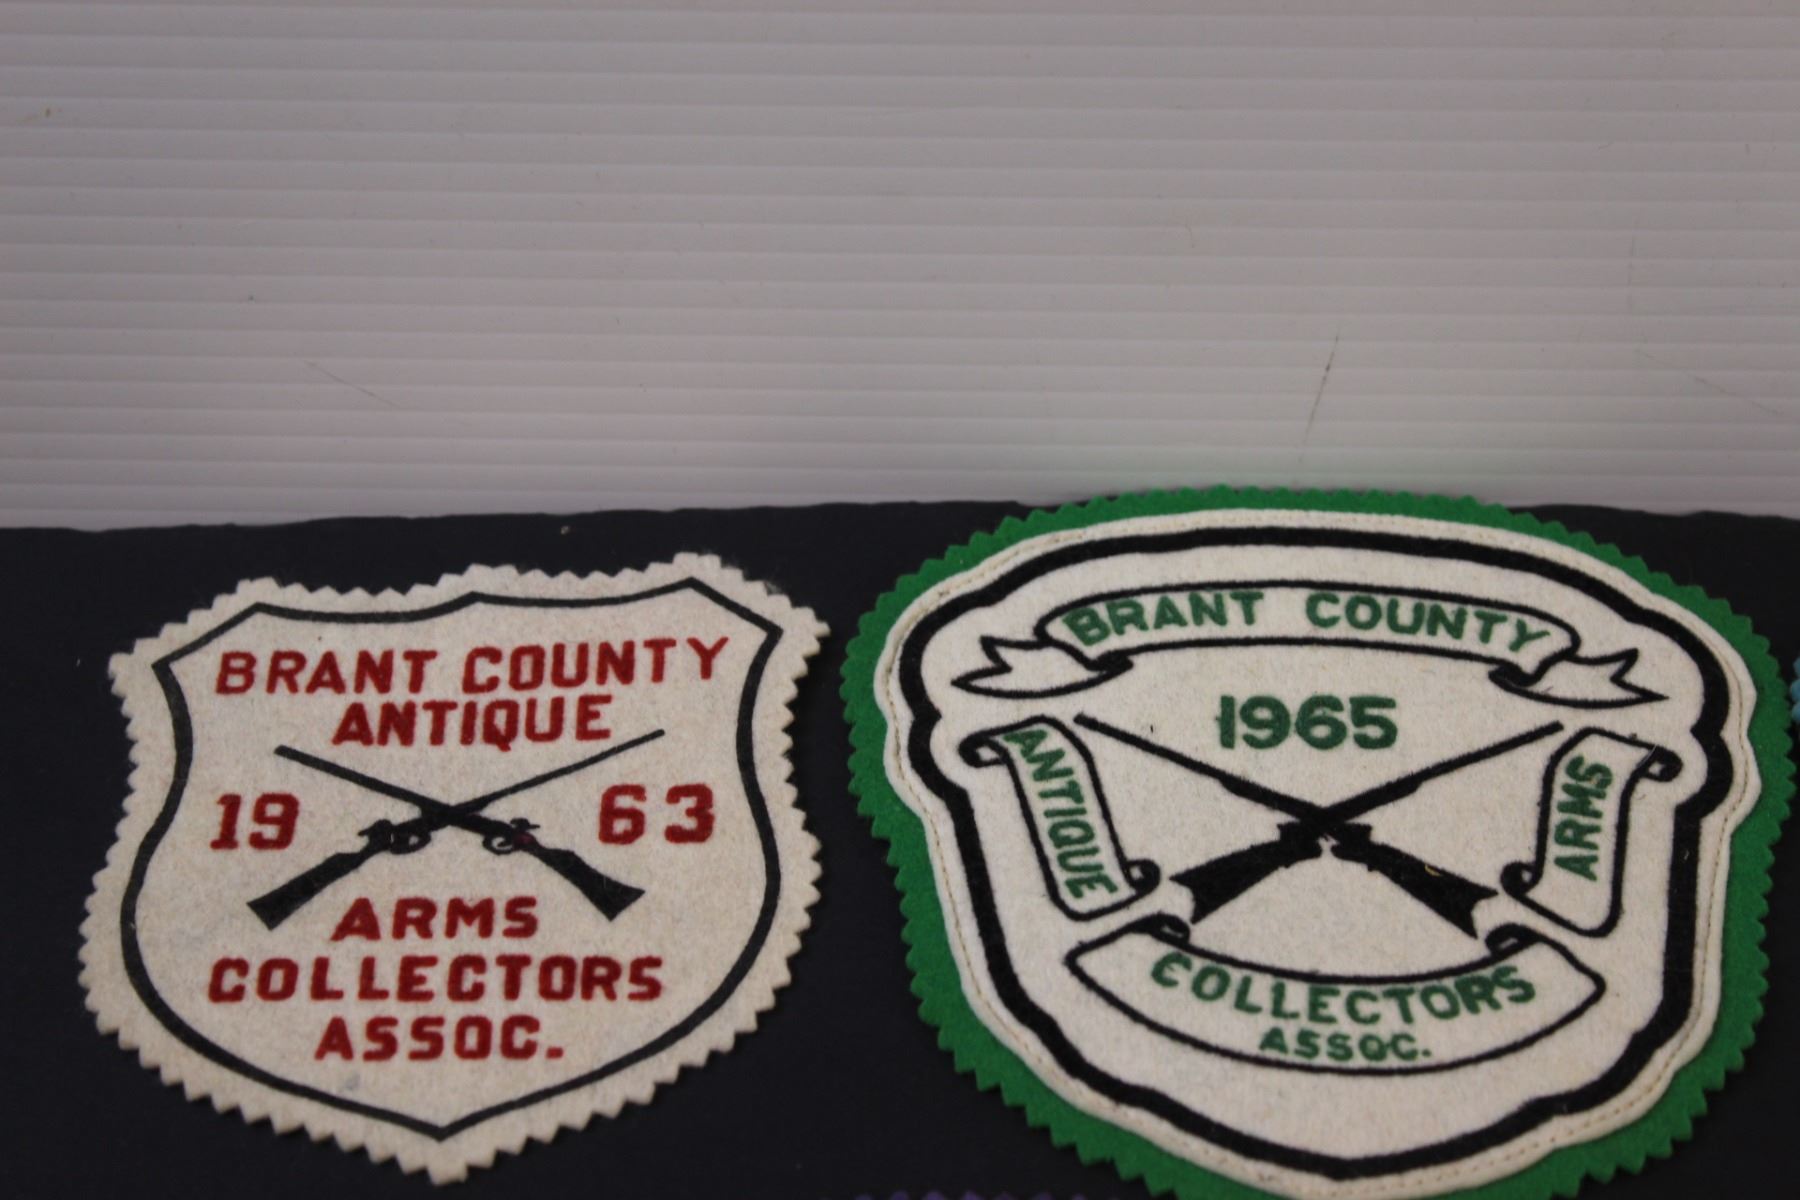 BRANT COUNTY
ANTIQUE
19 63
ARMS
COLLECTORS
ASSOC.
BRANT COUNTY
1965
ANTIQUE
ARMS
COLLECTORS
ASSOC.